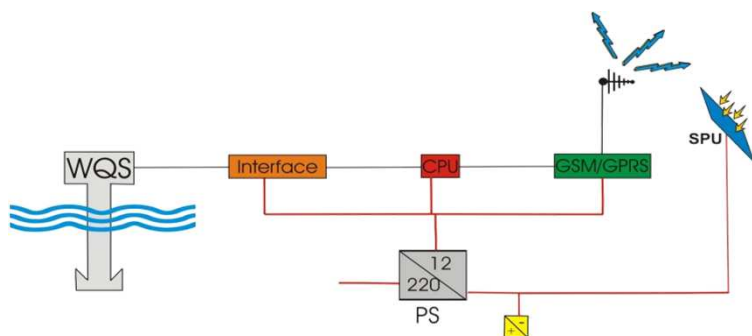 SPU
WQS
Interface
CPU
GSM/GPRS
12
220
PS
+ -